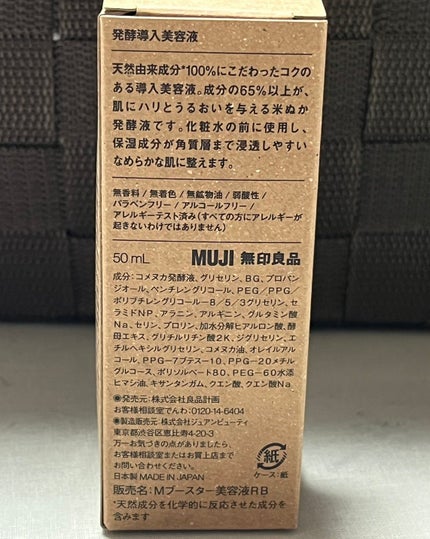 発酵導入美容液
天然由来成分*100%にこだわったコクの
ある導入美容液。成分の65%以上が、
肌にハリとうるおいを与える米ぬか
発酵液です。化粧水の前に使用し、
保湿成分が角質層まで浸透しやすい
なめらかな肌に整えます。
無香料/無着色/無鉱物油/弱酸性/
パラベンフリー/アルコールフリー/
アレルギーテスト済み(すべての方にアレルギーが
起きないわけではありません)
50mL MUJI 無印良品
成分:コメヌカ発酵液、グリセリン、BG、プロパン
ジオール、ペンチレングリコール、PEG/PPG/
ポリブチレングリコール-8/5/3グリセリン、セ
ラミドNP、アラニン、アルギニン、グルタミン酸
Na、セリン、プロリン、加水分解ヒアルロン酸、酵
母エキス、グリチルリチン酸2K、ジグリセリン、エ
チルヘキシルグリセリン、コメヌカ油、オレイルアル
コール、PPG-7ブテス-10、PPG-20メチル
グルコース、ポリソルベート80、PEG-60水添
ヒマシ油、キサンタンガム、クエン酸、クエン酸Na
●発売元:株式会社良品計画
お客様相談室でんわ:0120-14-6404
●製造販売元:株式会社ジュアンビューティ
東京都渋谷区恵比寿4-20-3
万一お気づきの点がありましたら、
お客様相談室またはお買上店まで
お問い合わせください。
日本製 MADE IN JAPAN
紙
ケース:紙
販売名:Mブースター美容液RB
*天然成分を化学的に反応させた成分を
含みます